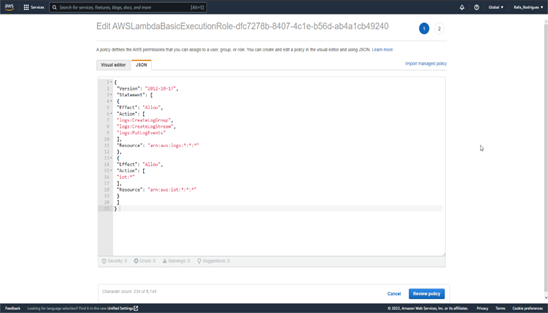 aws
Services
Search for services, features, blogs, docs, and more
[Alt+S]
Global
Rafa_Rodrigues
Edit AWSLambdaBasicExecutionRole-dfc7278b-8407-4c1e-b56d-ab4a1cb49240
1
2
A policy defines the AWS permissions that you can assign to a user, group, or role. You can create and edit a policy in the visual editor and using JSON. Learn more
Visual editor
JSON
Import managed policy
1 {
2 "Version": "2012-10-17",
3 "Statement": [
4 {
5 "Effect": "Allow",
6 "Action": [
7 "logs:CreateLogGroup",
8 "logs:CreateLogStream",
9 "logs:PutLogEvents"
10 ],
11 "Resource": "arn:aws:logs:*:*:*"
12 },
13 {
14 "Effect": "Allow",
15 "Action": [
16 "iot:*"
17 ],
18 "Resource": "arn:aws:iot:*:*:*"
19 }
20 ]
21 }
Security: 0
Errors: 0
Warnings: 0
Suggestions: 0
Character count: 234 of 6,144.
Cancel
Review policy
Feedback
Looking for language selection? Find it in the new Unified Settings
© 2022, Amazon Web Services, Inc. or its affiliates.
Privacy
Terms
Cookie preferences